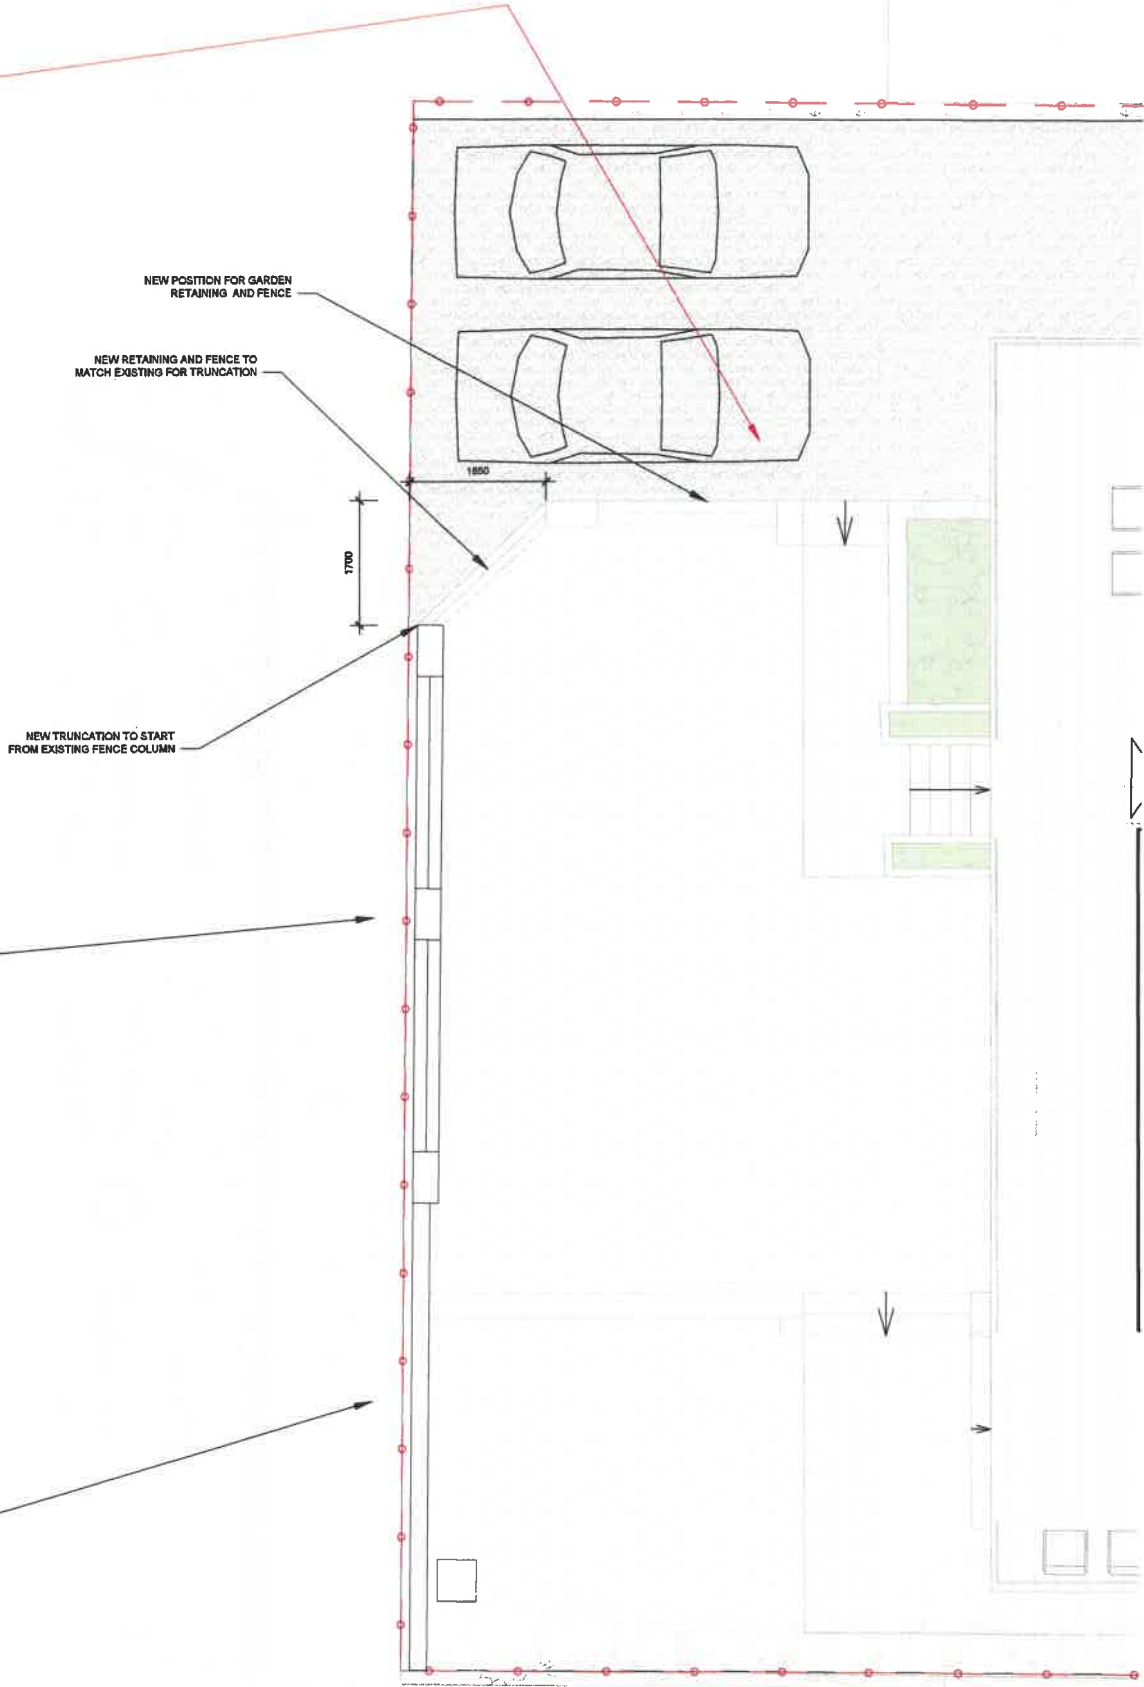 NEW POSITION FOR GARDEN
RETAINING AND FENCE
NEW RETAINING AND FENCE TO
MATCH EXISTING FOR TRUNCATION
1850
1700
NEW TRUNCATION TO START
FROM EXISTING FENCE COLUMN